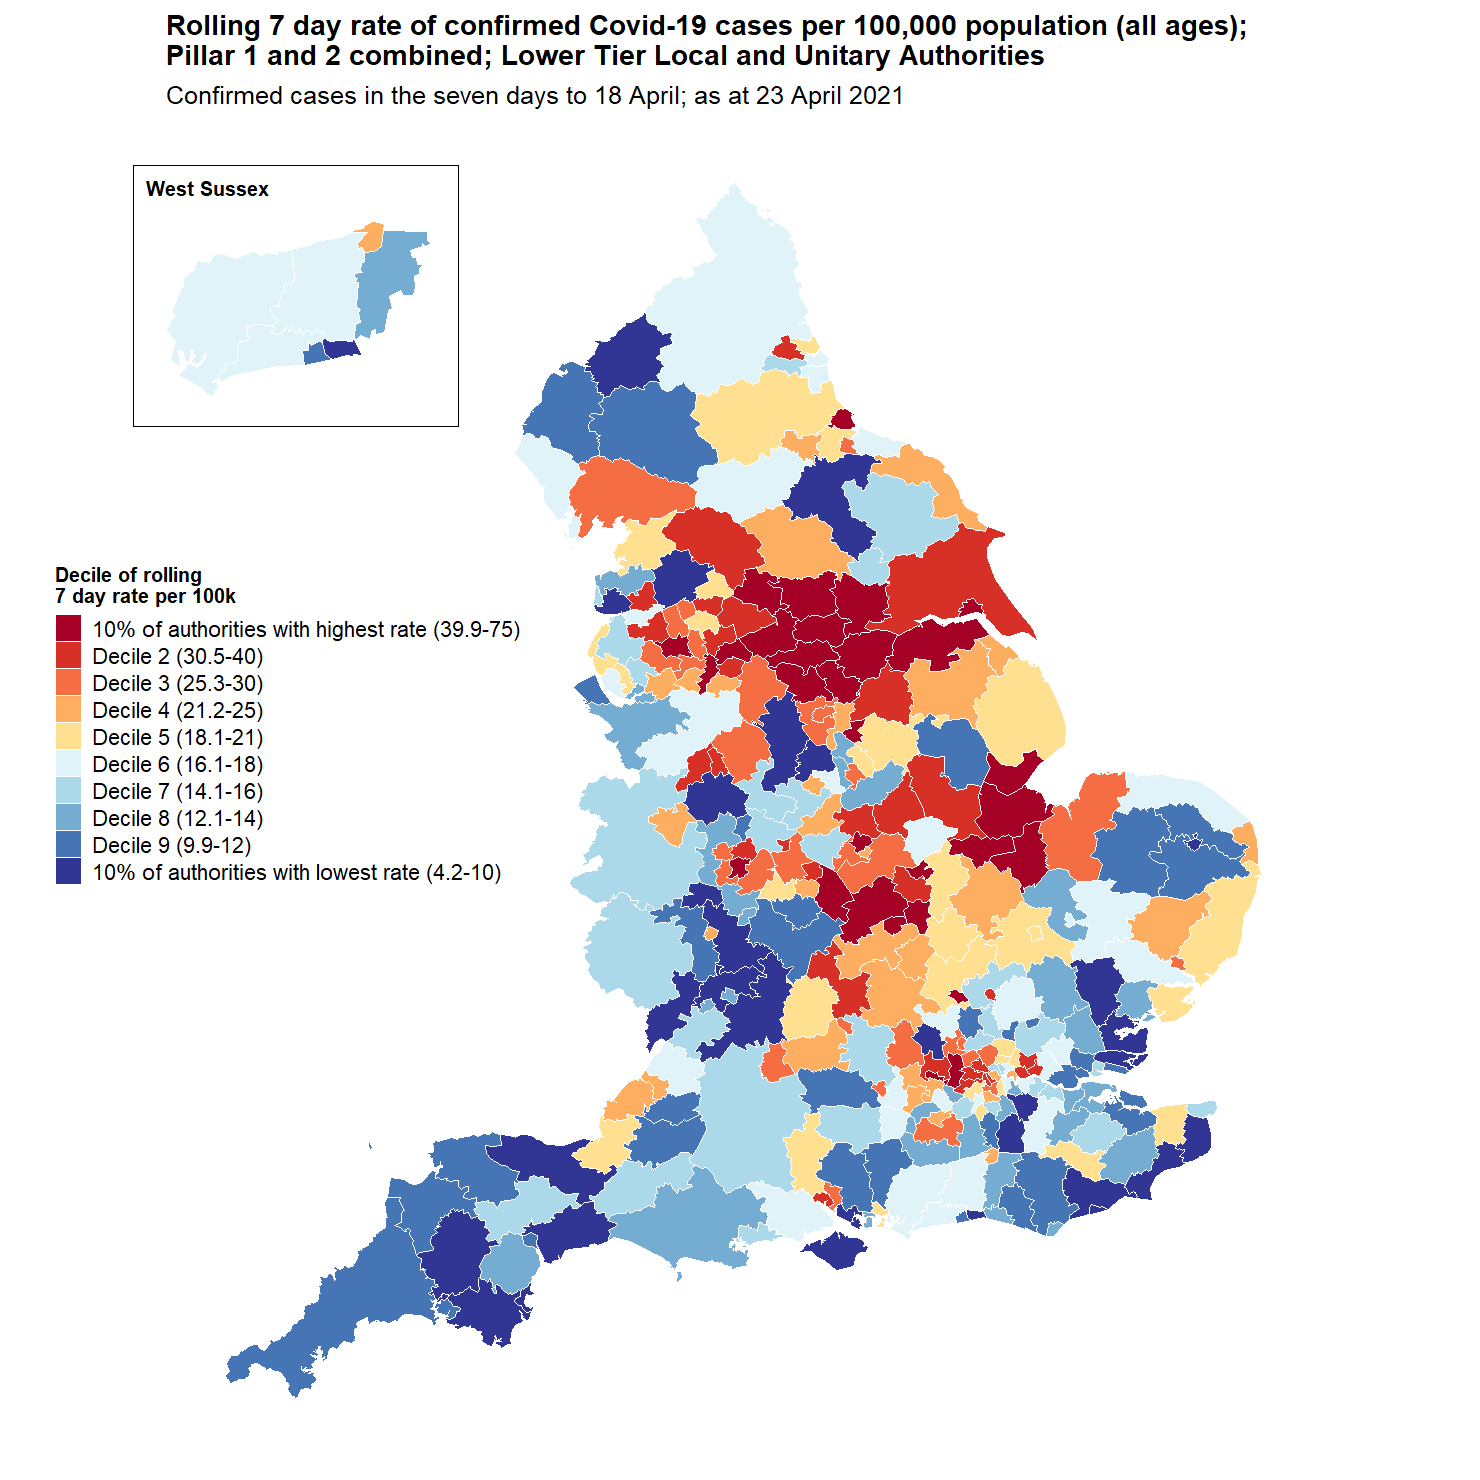 Rolling 7 day rate of confirmed Covid-19 cases per 100,000 population (all ages);
Pillar 1 and 2 combined; Lower Tier Local and Unitary Authorities
Confirmed cases in the seven days to 18 April; as at 23 April 2021
West Sussex
Decile of rolling
7 day rate per 100k
10% of authorities with highest rate (39.9-75)
Decile 2 (30.5-40)
Decile 3 (25.3-30)
Decile 4 (21.2-25)
Decile 5 (18.1-21)
Decile 6 (16.1-18)
Decile 7 (14.1-16)
Decile 8 (12.1-14)
Decile 9 (9.9-12)
10% of authorities with lowest rate (4.2-10)